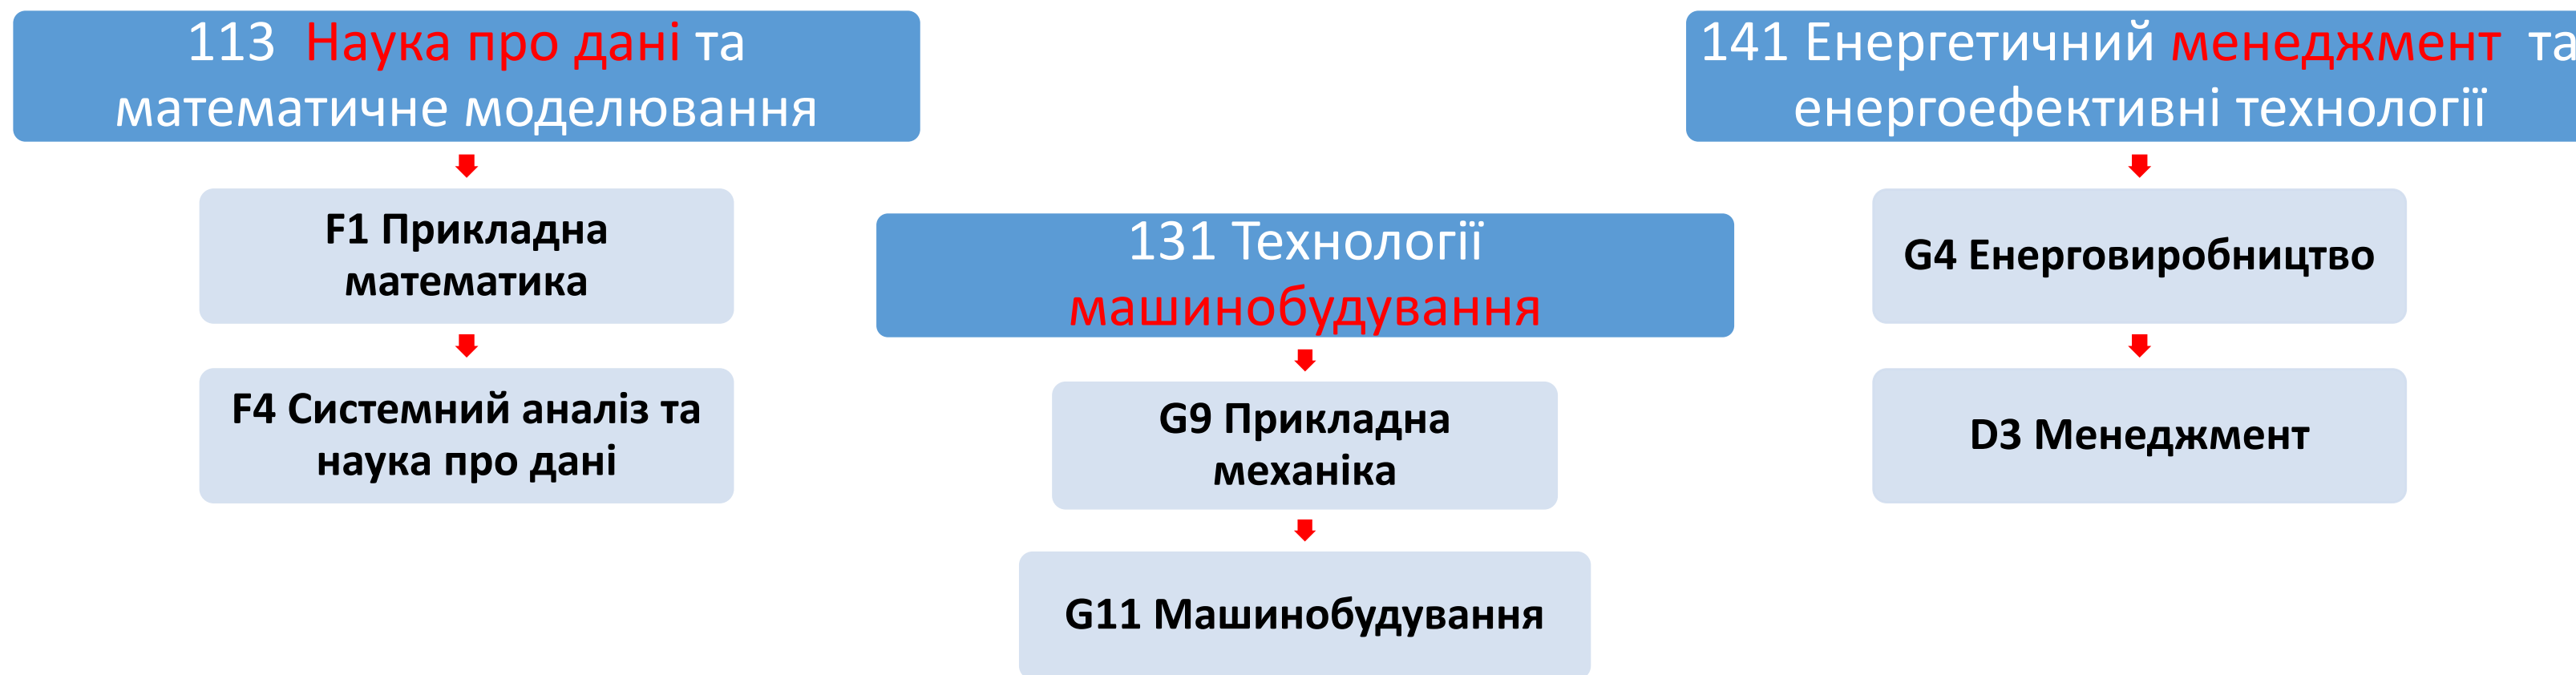 113 Наука про дані та
математичне моделювання
F1 Прикладна
математика
F4 Системний аналіз та
наука про дані
131 Технології
машинобудування
G9 Прикладна
механіка
G11 Машинобудування
141 Енергетичний менеджмент та
енергоефективні технології
G4 Енерговиробництво
D3 Менеджмент